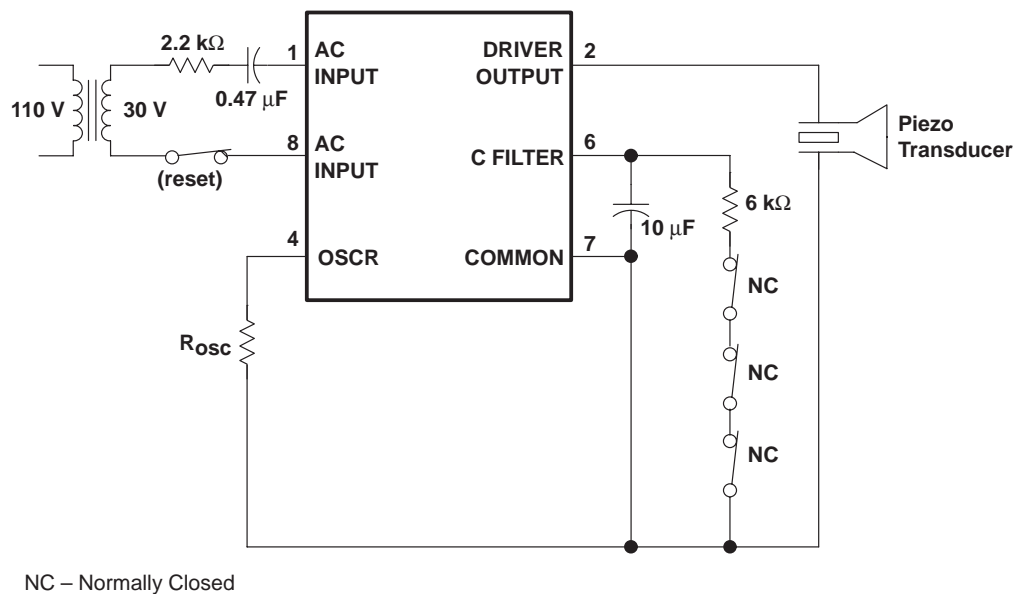 2.2 kΩ
1
AC
INPUT
DRIVER
OUTPUT
2
110 V
30 V
0.47 μF
8
AC
INPUT
C FILTER
6
Piezo
Transducer
(reset)
6 kΩ
10 μF
4
OSCR
COMMON
7
NC
Rosc
NC
NC
NC – Normally Closed